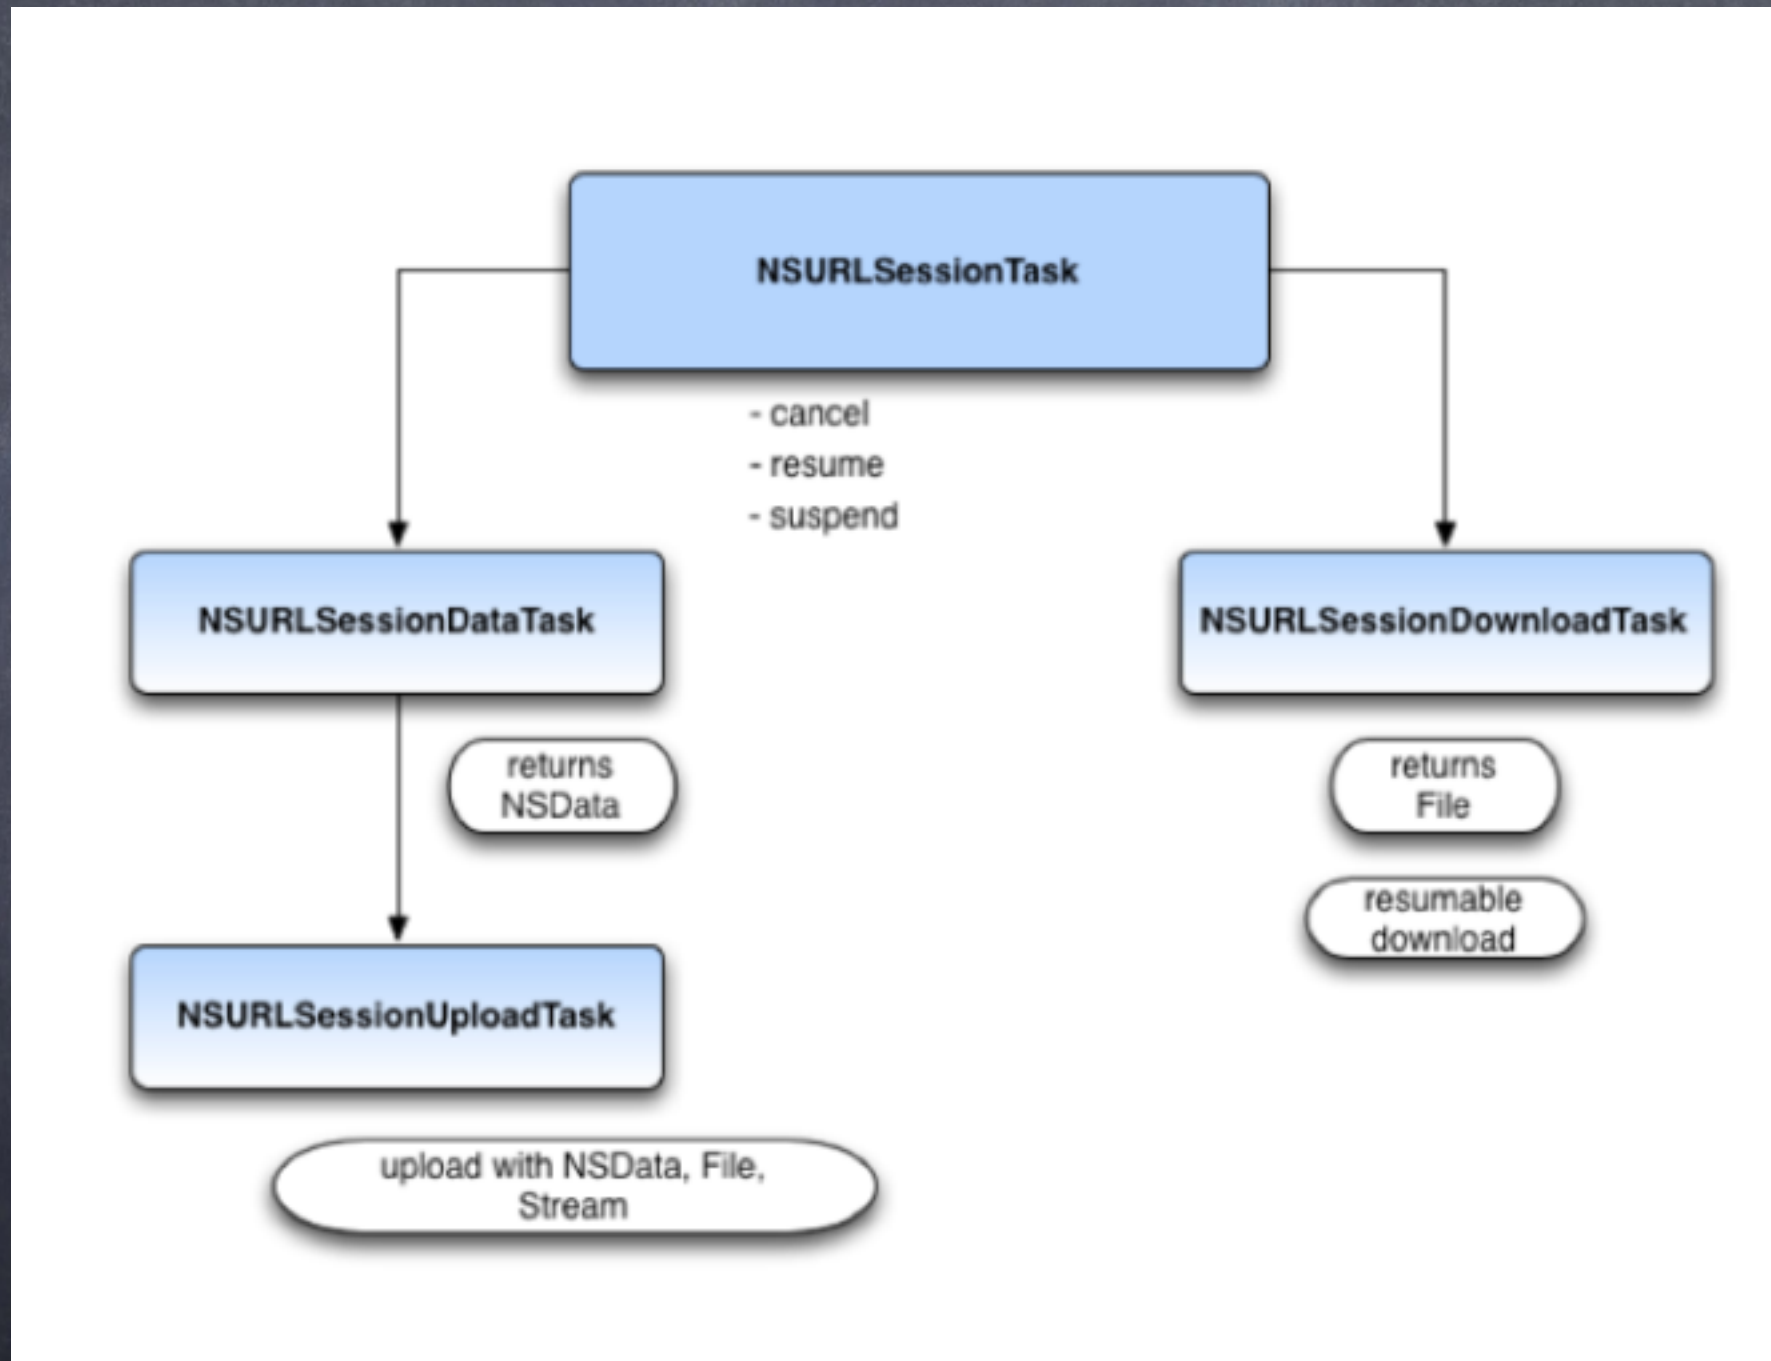 NSURLSessionTask
- cancel
- resume
- suspend
NSURLSessionDataTask
NSURLSessionDownloadTask
returns
NSData
returns
File
resumable
download
NSURLSessionUploadTask
upload with NSData, File,
Stream